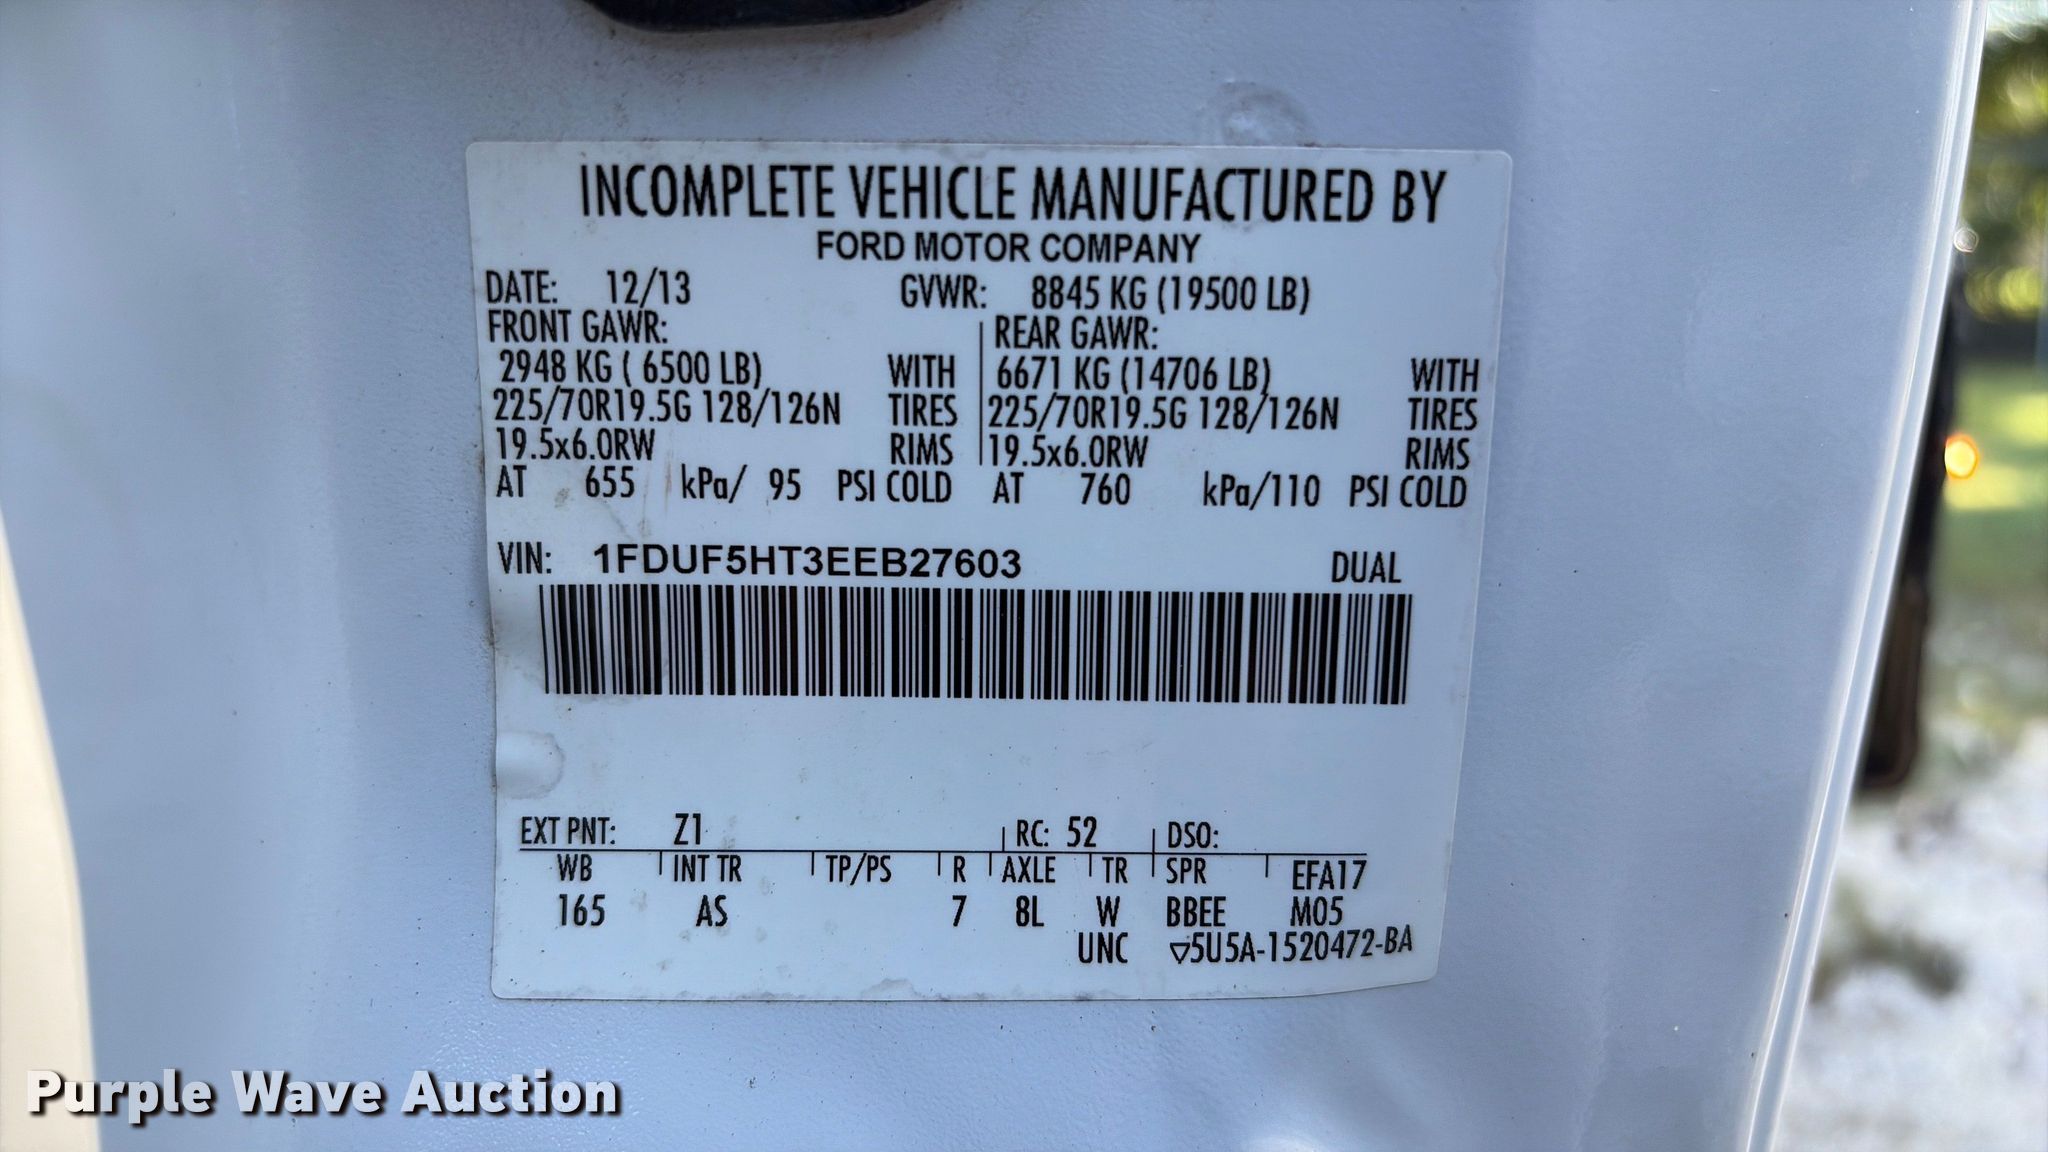 INCOMPLETE VEHICLE MANUFACTURED BY
FORD MOTOR COMPANY
DATE: 12/13 GVWR: 8845 KG (19500 LB)
FRONT GAWR: REAR GAWR:
2948 KG ( 6500 LB) WITH 6671 KG (14706 LB) WITH
225/70R19.5G 128/126N TIRES 225/70R19.5G 128/126N TIRES
19.5x6.0RW RIMS 19.5x6.0RW RIMS
AT 655 kPa/ 95 PSI COLD AT 760 kPa/110 PSI COLD
VIN: 1FDUF5HT3EEB27603 DUAL
EXT PNT: Z1 RC: 52 DSO:
WB INT TR TP/PS R AXLE TR SPR EFA17
165 AS 7 8L W BBEE M05
UNC ▽5U5A-1520472-BA
Purple Wave Auction